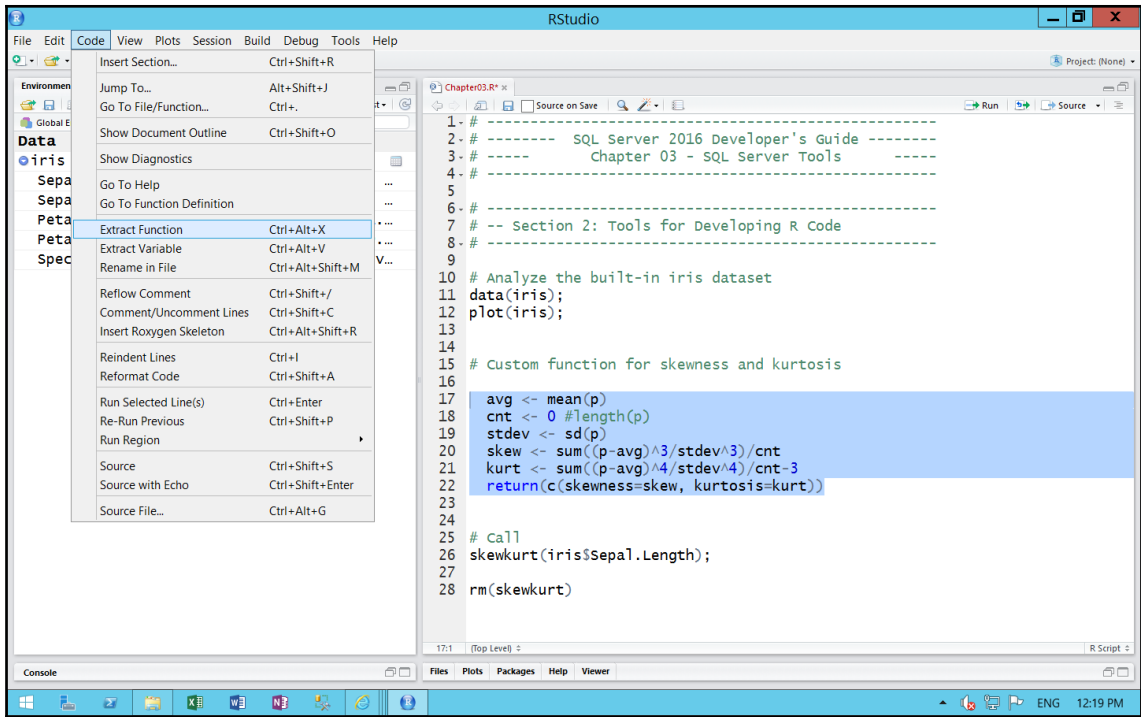 RStudio
File Edit Code View Plots Session Build Debug Tools Help
Project: (None)
Insert Section... Ctrl+Shift+R
Jump To... Alt+Shift+J
Go To File/Function... Ctrl+.
Show Document Outline Ctrl+Shift+O
Show Diagnostics
Go To Help
Go To Function Definition
Extract Function Ctrl+Alt+X
Extract Variable Ctrl+Alt+V
Rename in File Ctrl+Alt+Shift+M
Reflow Comment Ctrl+Shift+/
Comment/Uncomment Lines Ctrl+Shift+C
Insert Roxygen Skeleton Ctrl+Alt+Shift+R
Reindent Lines Ctrl+I
Reformat Code Ctrl+Shift+A
Run Selected Line(s) Ctrl+Enter
Re-Run Previous Ctrl+Shift+P
Run Region
Source Ctrl+Shift+S
Source with Echo Ctrl+Shift+Enter
Source File... Ctrl+Alt+G
Environmen
Global E
Data
iris
Sepa ...
Sepa ...
Peta
Peta
Spec
Console
Chapter03.R*
Source on Save Run Source
1 # --------------------------------------------------
2 # -------- SQL Server 2016 Developer's Guide --------
3 # ----- Chapter 03 - SQL Server Tools -----
4 # --------------------------------------------------
5
6 # --------------------------------------------------
7 # -- Section 2: Tools for Developing R Code
8 # --------------------------------------------------
9
10 # Analyze the built-in iris dataset
11 data(iris);
12 plot(iris);
13
14
15 # Custom function for skewness and kurtosis
16
17 avg <- mean(p)
18 cnt <- 0 #length(p)
19 stdev <- sd(p)
20 skew <- sum((p-avg)^3/stdev^3)/cnt
21 kurt <- sum((p-avg)^4/stdev^4)/cnt-3
22 return(c(skewness=skew, kurtosis=kurt))
23
24
25 # Call
26 skewkurt(iris$Sepal.Length);
27
28 rm(skewkurt)
17:1 (Top Level) R Script
Files Plots Packages Help Viewer
ENG 12:19 PM